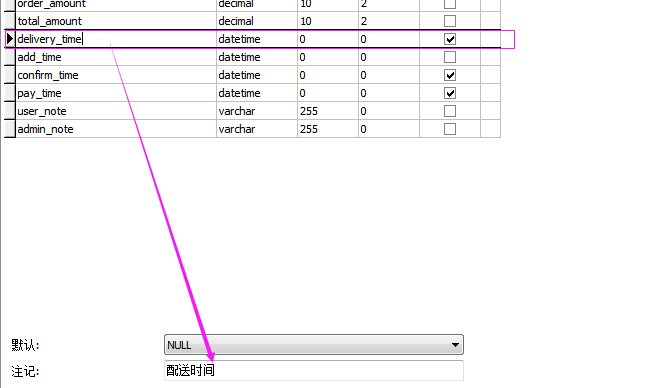 order_amount decimal 10 2
total_amount decimal 10 2
delivery_time datetime 0 0
add_time datetime 0 0
confirm_time datetime 0 0
pay_time datetime 0 0
user_note varchar 255 0
admin_note varchar 255 0
默认: NULL
注记: 配送时间